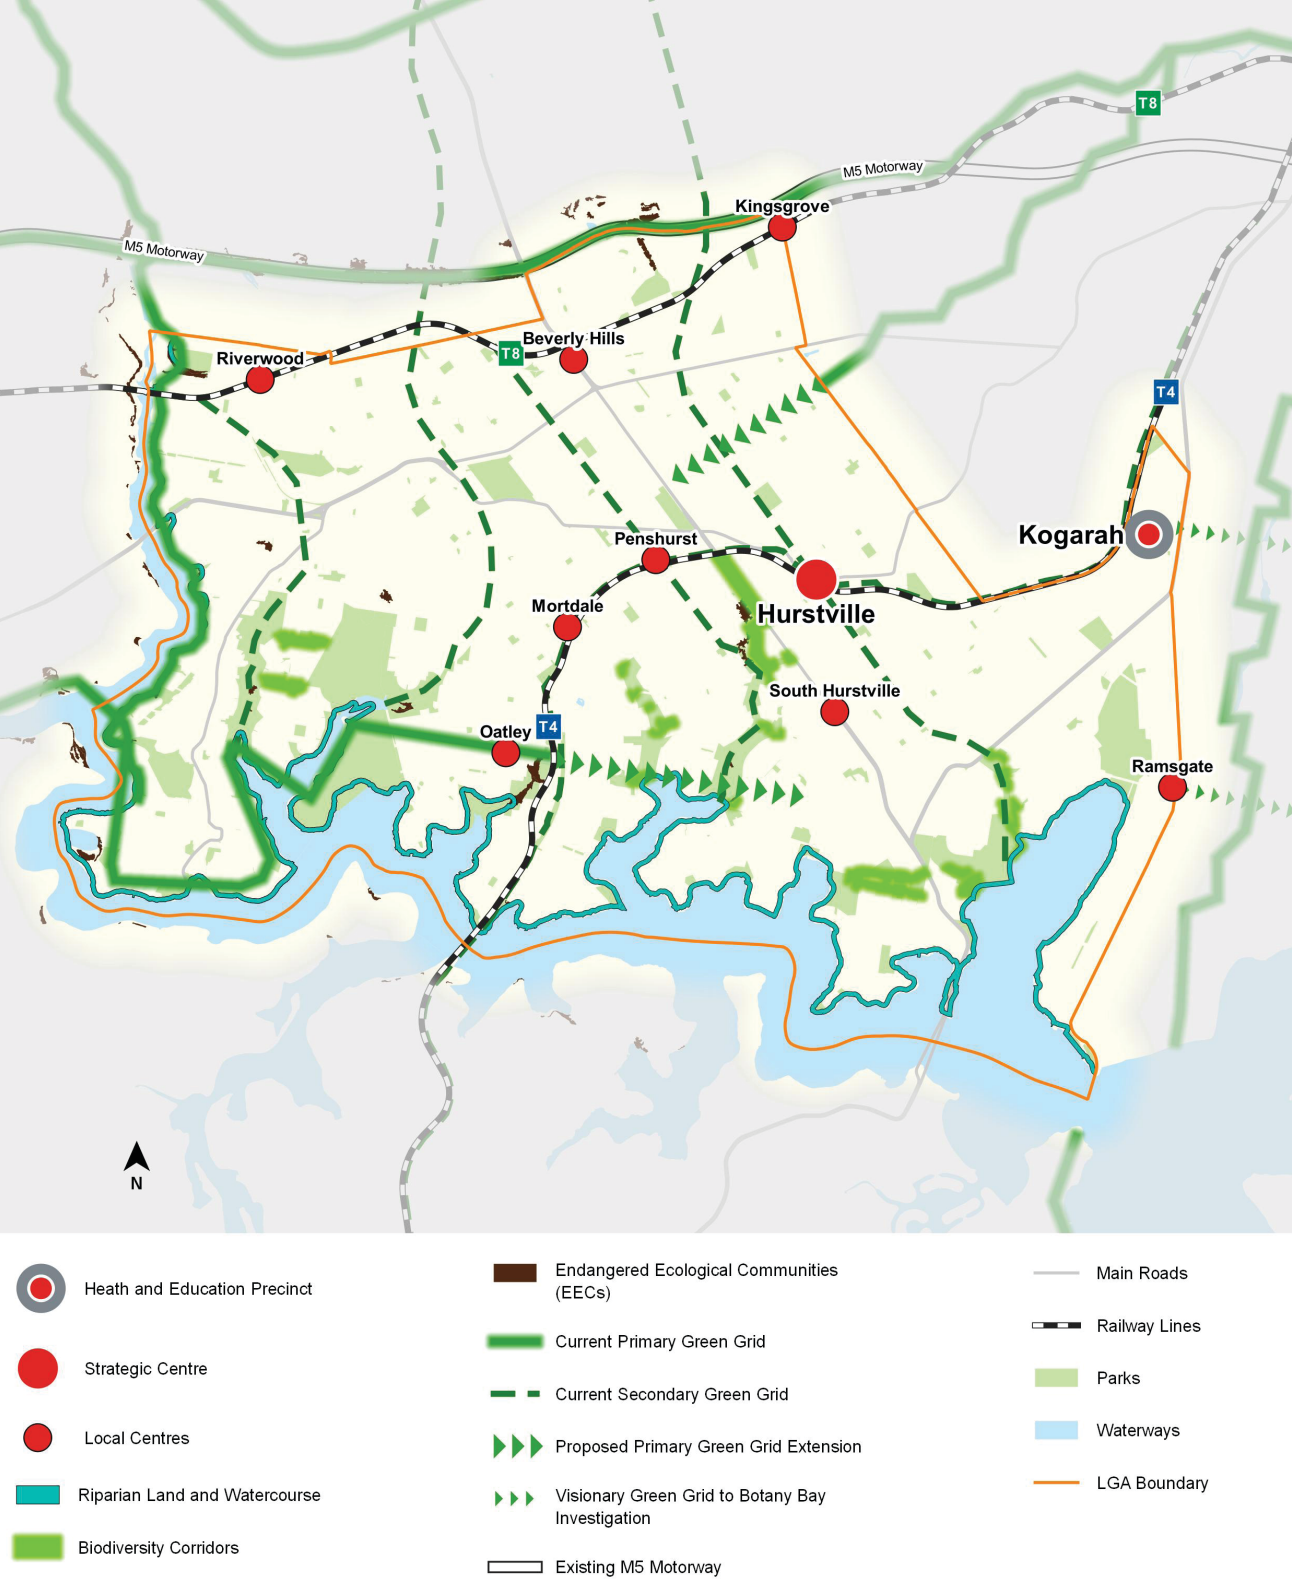 T8
M5 Motorway
Kingsgrove
M5 Motorway
Beverly Hills
T8
Riverwood
T4
Kogarah
Penshurst
Mortdale
Hurstville
South Hurstville
Oatley
T4
Ramsgate
N
Heath and Education Precinct
Strategic Centre
Local Centres
Riparian Land and Watercourse
Biodiversity Corridors
Endangered Ecological Communities
(EECs)
Current Primary Green Grid
Current Secondary Green Grid
Proposed Primary Green Grid Extension
Visionary Green Grid to Botany Bay
Investigation
Existing M5 Motorway
Main Roads
Railway Lines
Parks
Waterways
LGA Boundary